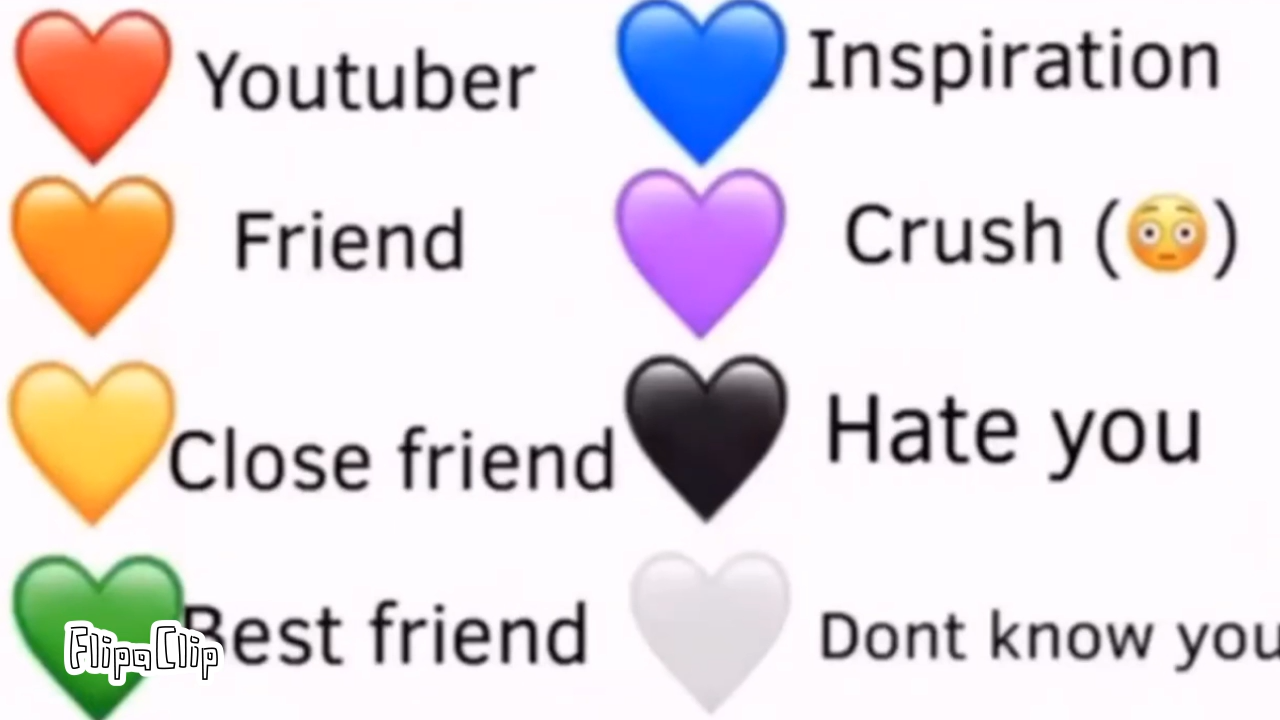 Youtuber
Inspiration
Friend
Crush (😳)
Close friend
Hate you
Best friend
Dont know you
FlipaClip